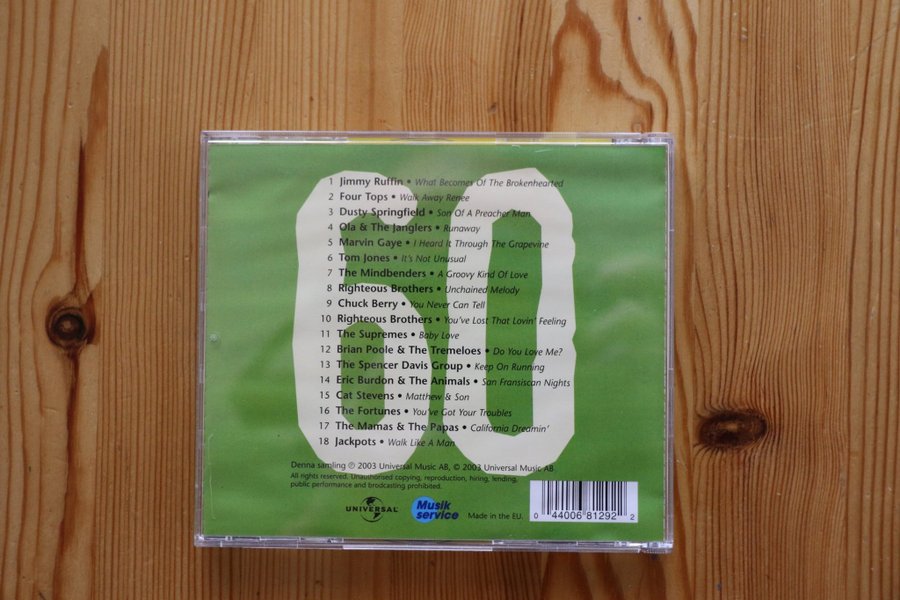 60
1 Jimmy Ruffin • What Becomes Of The Brokenhearted
2 Four Tops • Walk Away Renee
3 Dusty Springfield • Son Of A Preacher Man
4 Ola & The Janglers • Runaway
5 Marvin Gaye • I Heard It Through The Grapevine
6 Tom Jones • It's Not Unusual
7 The Mindbenders • A Groovy Kind Of Love
8 Righteous Brothers • Unchained Melody
9 Chuck Berry • You Never Can Tell
10 Righteous Brothers • You've Lost That Lovin' Feeling
11 The Supremes • Baby Love
12 Brian Poole & The Tremeloes • Do You Love Me?
13 The Spencer Davis Group • Keep On Running
14 Eric Burdon & The Animals • San Fransiscan Nights
15 Cat Stevens • Matthew & Son
16 The Fortunes • You've Got Your Troubles
17 The Mamas & The Papas • California Dreamin'
18 Jackpots • Walk Like A Man
Denna samling ℗ 2003 Universal Music AB, © 2003 Universal Music AB
All rights reserved. Unauthorised copying, reproduction, hiring, lending,
public performance and brodcasting prohibited.
UNIVERSAL
Musik
service
Made in the EU.
0 44006 81292 2